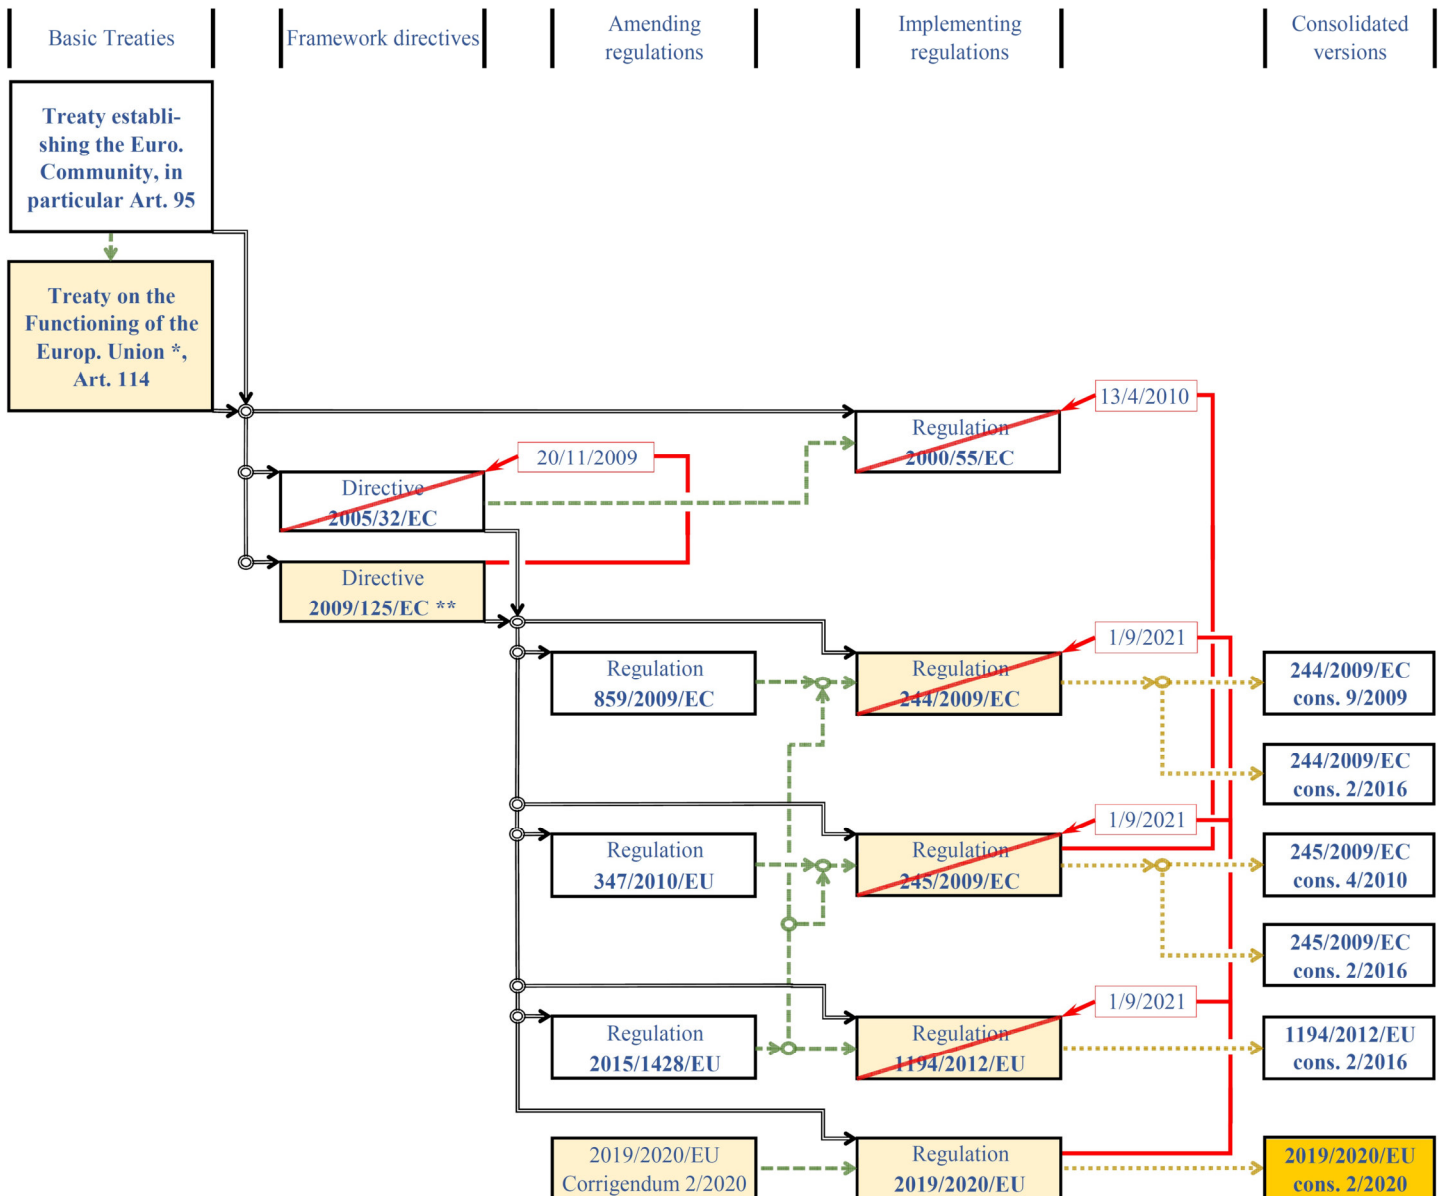 Basic Treaties
Framework directives
Amending
regulations
Implementing
regulations
Consolidated
versions
Treaty establi-
shing the Euro.
Community, in
particular Art. 95
Treaty on the
Functioning of the
Europ. Union *,
Art. 114
13/4/2010
Regulation
2000/55/EC
20/11/2009
Directive
2005/32/EC
Directive
2009/125/EC **
1/9/2021
Regulation
859/2009/EC
Regulation
244/2009/EC
244/2009/EC
cons. 9/2009
244/2009/EC
cons. 2/2016
1/9/2021
Regulation
347/2010/EU
Regulation
245/2009/EC
245/2009/EC
cons. 4/2010
245/2009/EC
cons. 2/2016
1/9/2021
Regulation
2015/1428/EU
Regulation
1194/2012/EU
1194/2012/EU
cons. 2/2016
2019/2020/EU
Corrigendum 2/2020
Regulation
2019/2020/EU
2019/2020/EU
cons. 2/2020